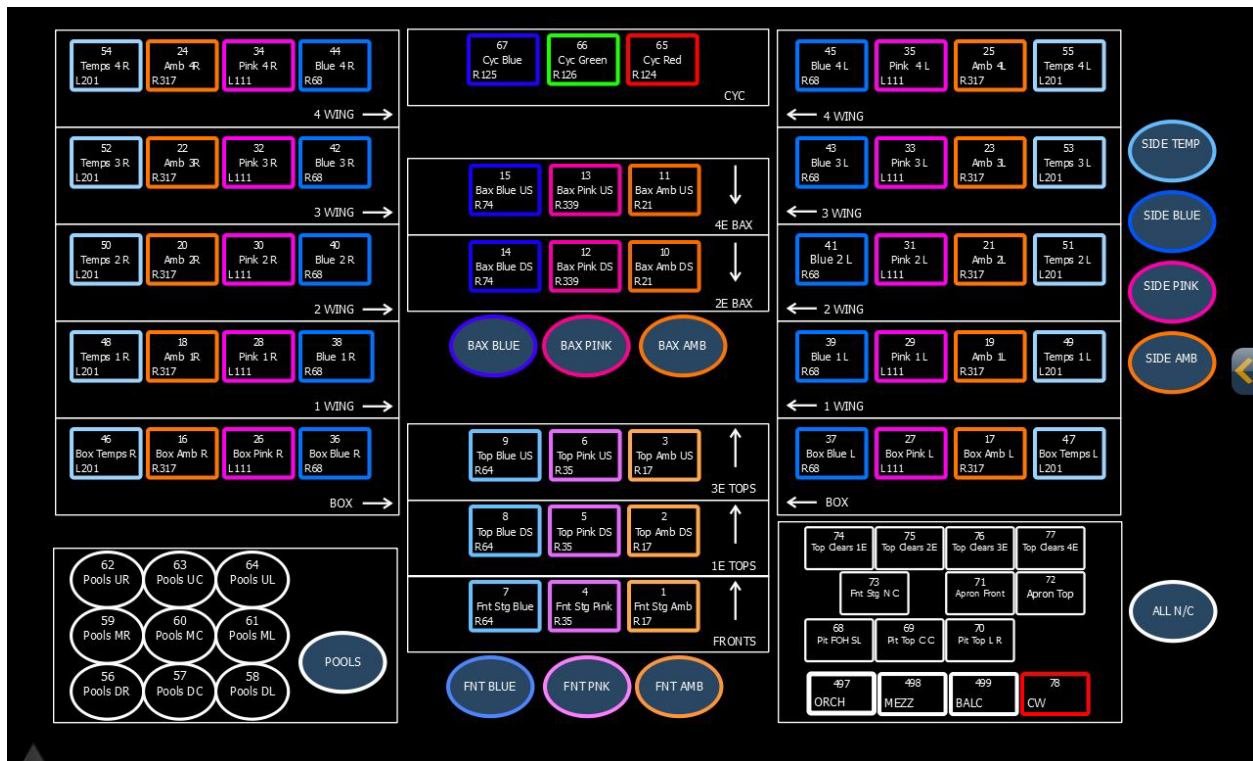 54
Temps 4 R
L201
24
Amb 4R
R317
34
Pink 4 R
L111
44
Blue 4 R
R68
4 WING
52
Temps 3 R
L201
22
Amb 3R
R317
32
Pink 3 R
L111
42
Blue 3 R
R68
3 WING
50
Temps 2 R
L201
20
Amb 2R
R317
30
Pink 2 R
L111
40
Blue 2 R
R68
2 WING
48
Temps 1 R
L201
18
Amb 1R
R317
28
Pink 1 R
L111
38
Blue 1 R
R68
1 WING
46
Box Temps R
L201
16
Box Amb R
R317
26
Box Pink R
L111
36
Box Blue R
R68
BOX
62
Pools UR
63
Pools UC
64
Pools UL
59
Pools MR
60
Pools MC
61
Pools ML
56
Pools DR
57
Pools DC
58
Pools DL
POOLS
67
Cyc Blue
R125
66
Cyc Green
R126
65
Cyc Red
R124
CYC
15
Bax Blue US
R74
13
Bax Pink US
R339
11
Bax Amb US
R21
4E BAX
14
Bax Blue DS
R74
12
Bax Pink DS
R339
10
Bax Amb DS
R21
2E BAX
BAX BLUE
BAX PINK
BAX AMB
9
Top Blue US
R64
6
Top Pink US
R35
3
Top Amb US
R17
3E TOPS
8
Top Blue DS
R64
5
Top Pink DS
R35
2
Top Amb DS
R17
1E TOPS
7
Fnt Stg Blue
R64
4
Fnt Stg Pink
R35
1
Fnt Stg Amb
R17
FRONTS
FNT BLUE
FNT PNK
FNT AMB
45
Blue 4 L
R68
35
Pink 4 L
L111
25
Amb 4L
R317
55
Temps 4 L
L201
4 WING
43
Blue 3 L
R68
33
Pink 3 L
L111
23
Amb 3L
R317
53
Temps 3 L
L201
3 WING
41
Blue 2 L
R68
31
Pink 2 L
L111
21
Amb 2L
R317
51
Temps 2 L
L201
2 WING
39
Blue 1 L
R68
29
Pink 1 L
L111
19
Amb 1L
R317
49
Temps 1 L
L201
1 WING
37
Box Blue L
R68
27
Box Pink L
L111
17
Box Amb L
R317
47
Box Temps L
L201
BOX
74
Top Clears 1E
75
Top Clears 2E
76
Top Clears 3E
77
Top Clears 4E
73
Fnt Stg N C
71
Apron Front
72
Apron Top
68
Pit FOH SL
69
Pit Top C C
70
Pit Top L R
497
ORCH
498
MEZZ
499
BALC
78
CW
SIDE TEMP
SIDE BLUE
SIDE PINK
SIDE AMB
ALL N/C